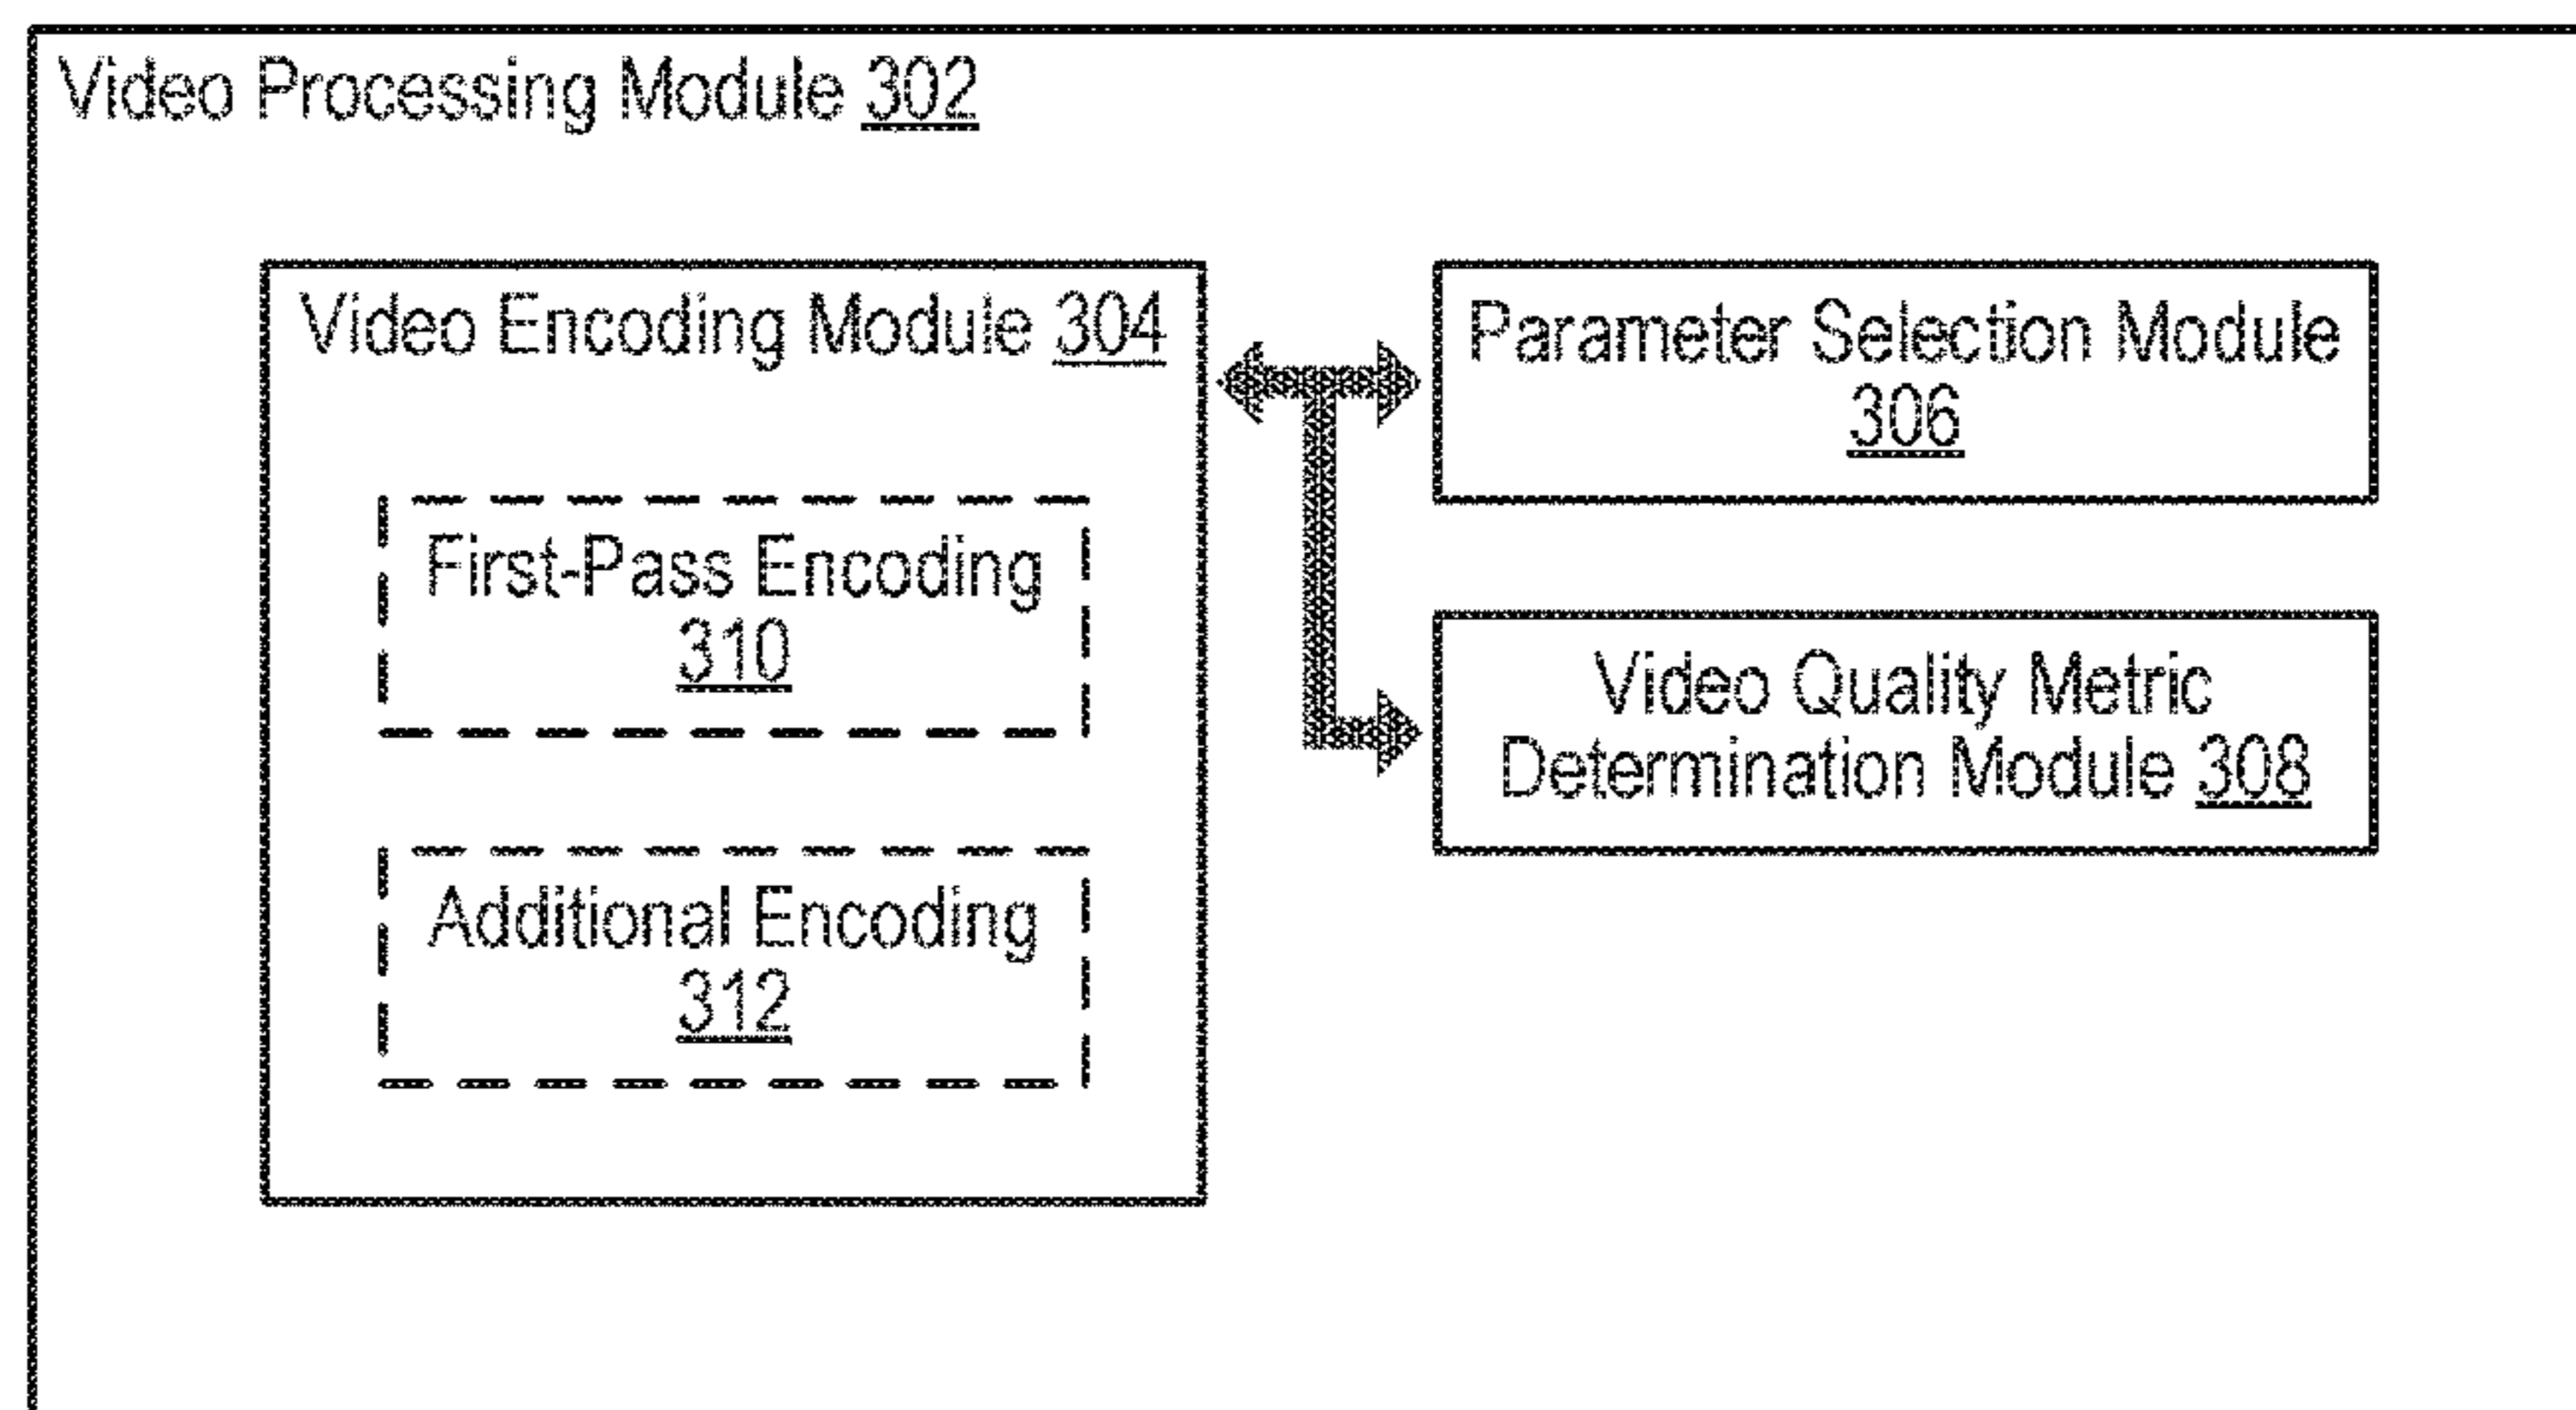 Video Processing Module 302
Video Encoding Module 304
First-Pass Encoding
310
Additional Encoding
312
Parameter Selection Module
306
Video Quality Metric
Determination Module 308